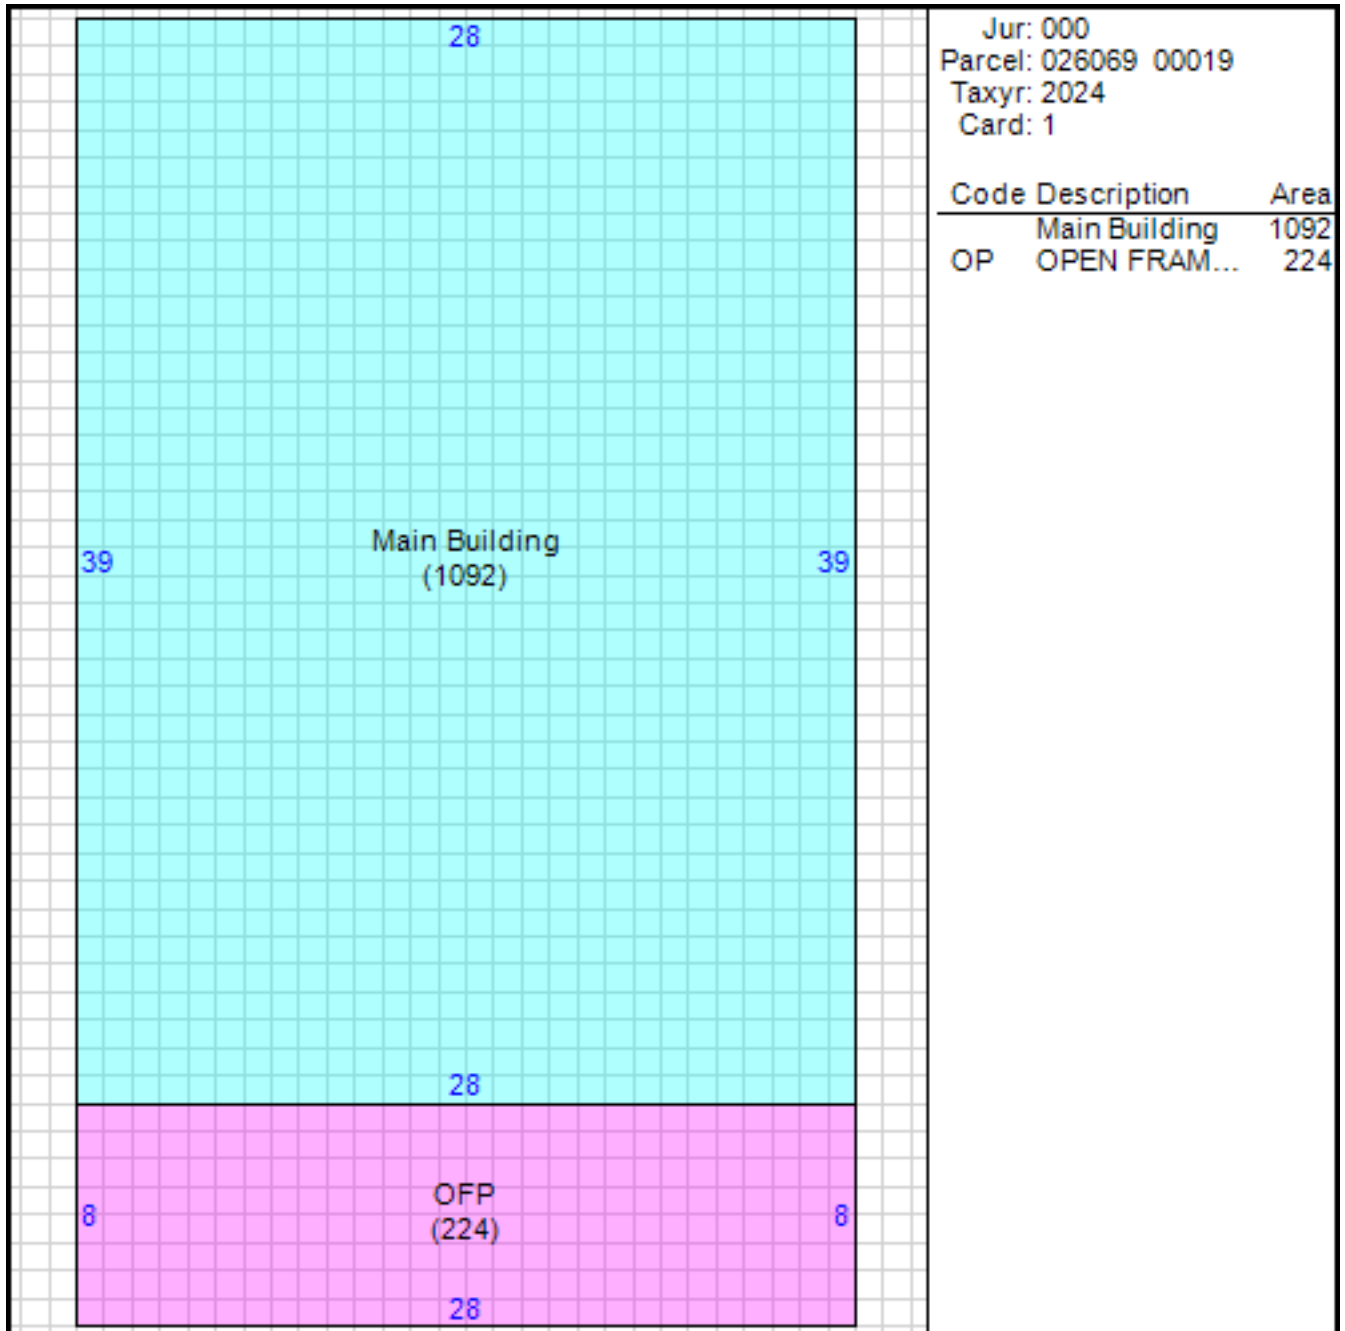 28
39
Main Building
(1092)
39
28
OFP
(224)
8
8
28
Jur: 000
Parcel: 026069 00019
Taxyr: 2024
Card: 1
Code Description Area
Main Building 1092
OP OPEN FRAM... 224